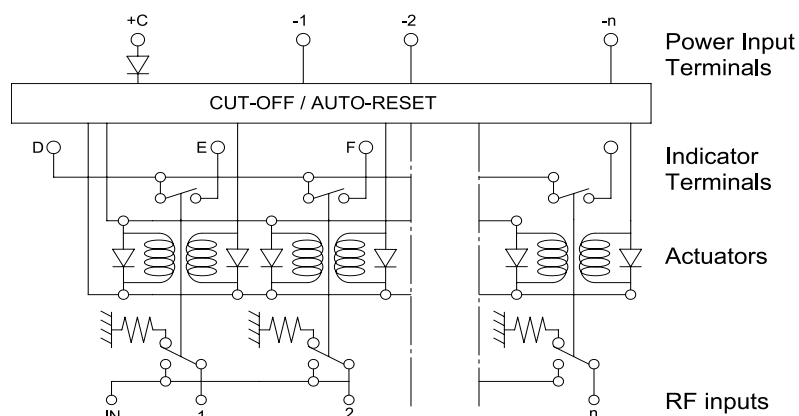 +C -1 -2 -n
Power Input
Terminals
CUT-OFF / AUTO-RESET
D E F
Indicator
Terminals
Actuators
IN 1 2 n
RF inputs